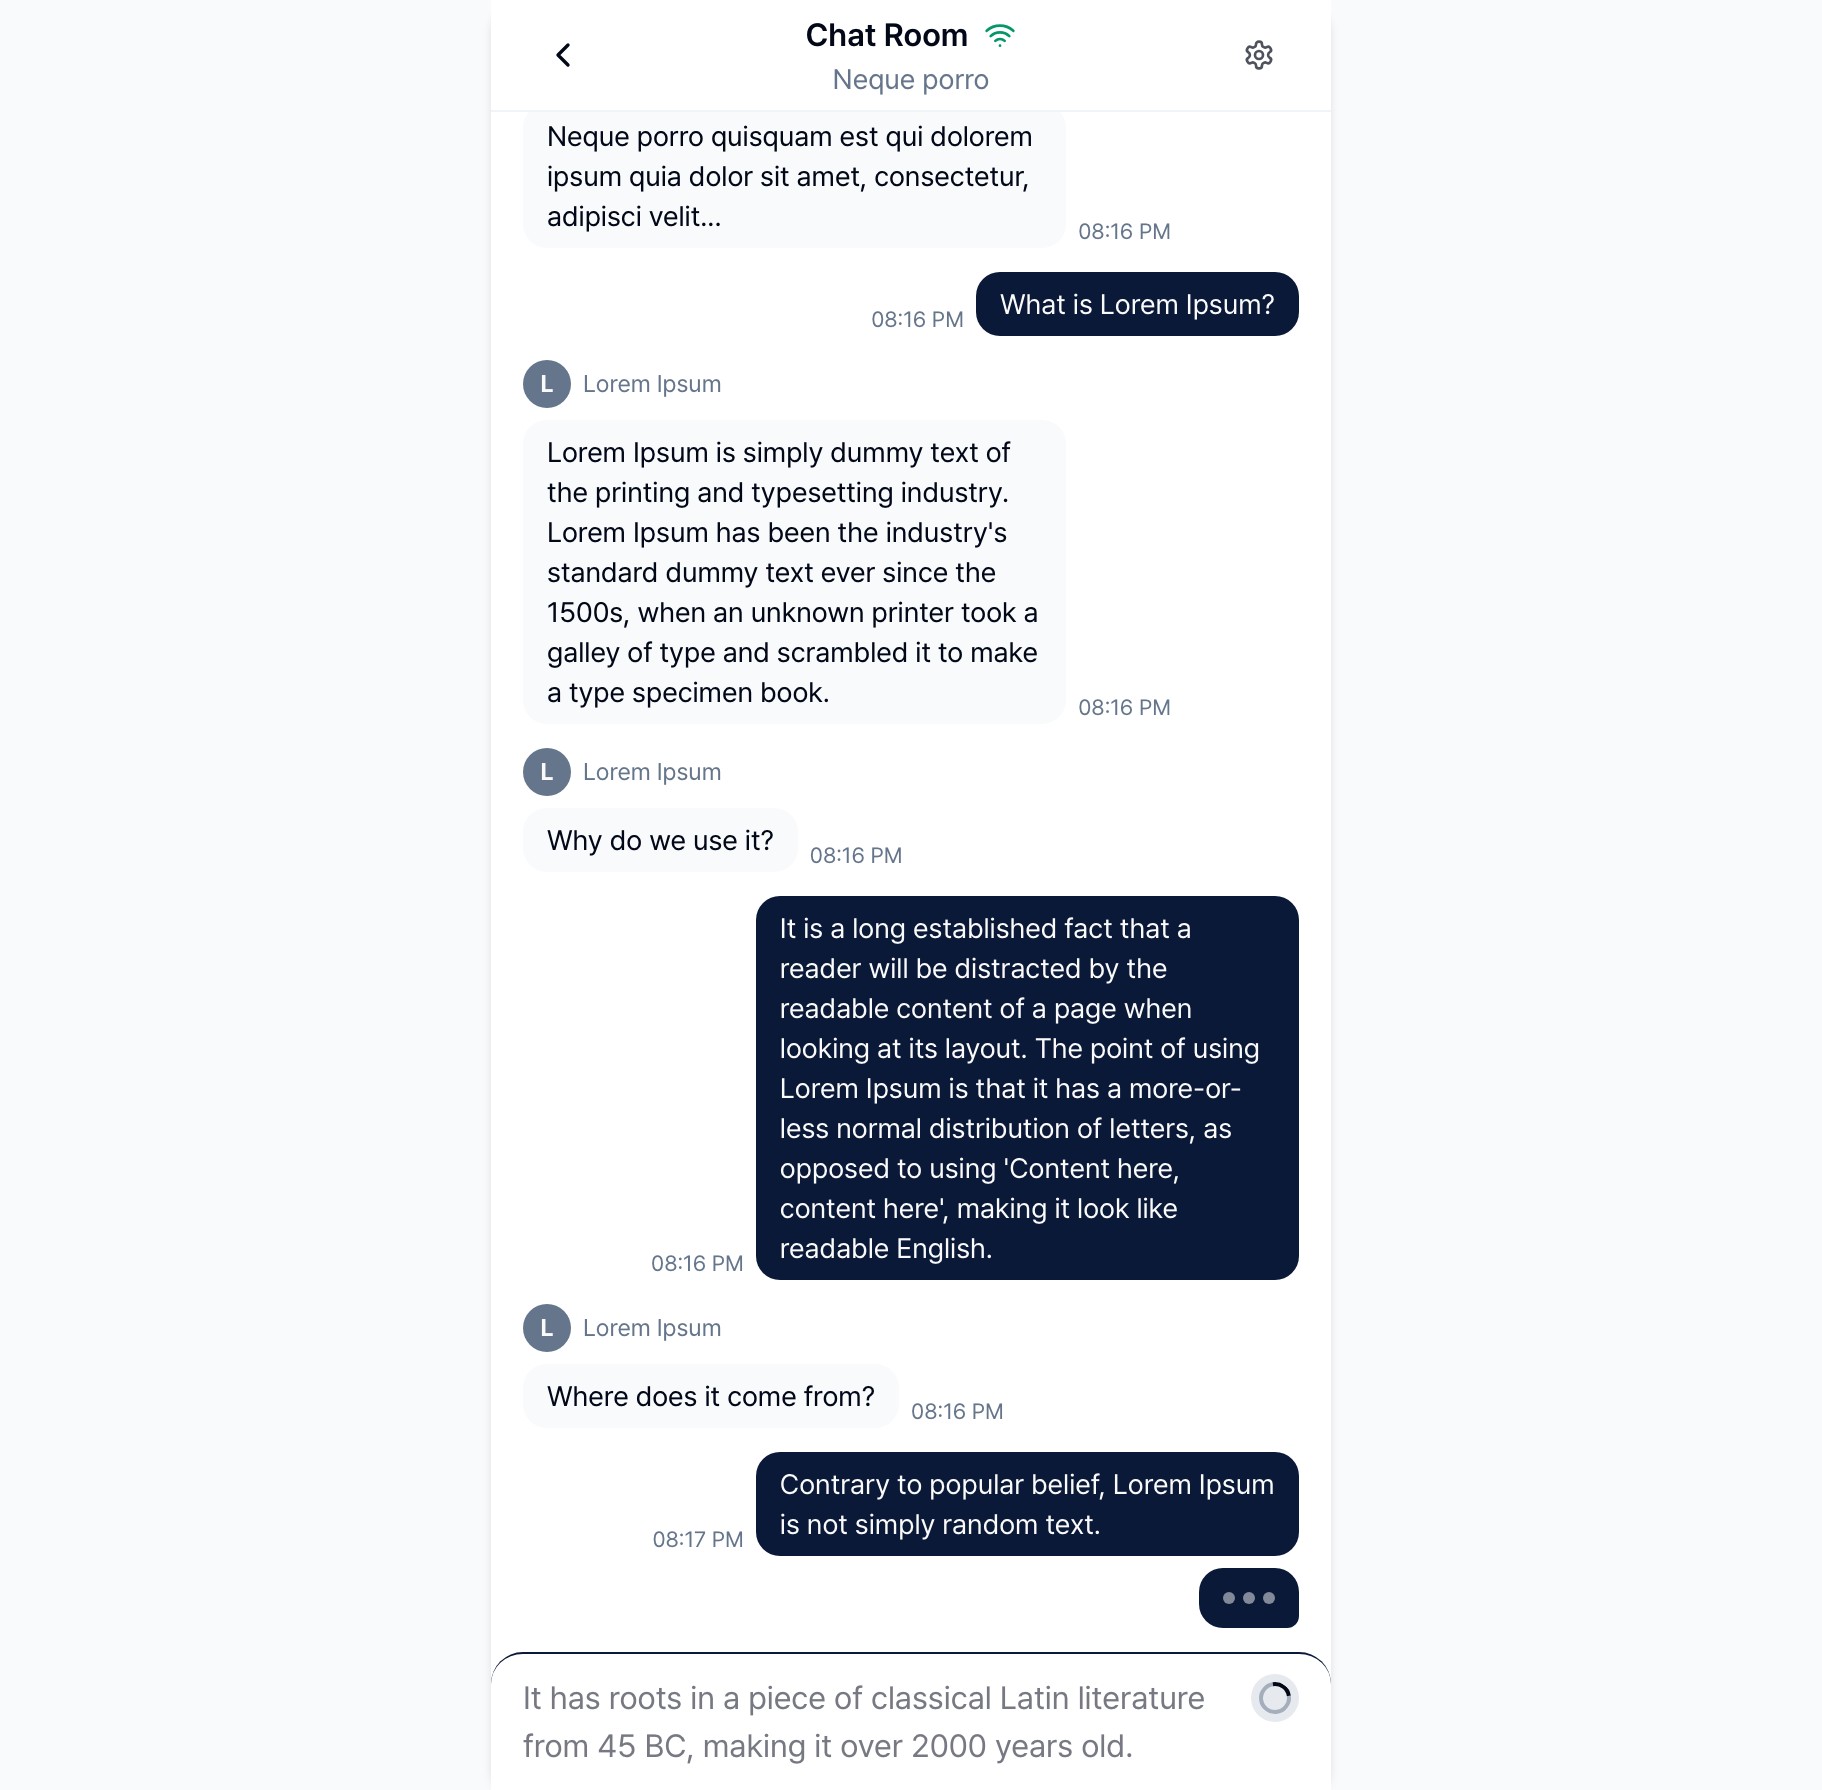 Chat Room
Neque porro
Neque porro quisquam est qui dolorem
ipsum quia dolor sit amet, consectetur,
adipisci velit...
08:16 PM
What is Lorem Ipsum?
08:16 PM
L
Lorem Ipsum
Lorem Ipsum is simply dummy text of
the printing and typesetting industry.
Lorem Ipsum has been the industry's
standard dummy text ever since the
1500s, when an unknown printer took a
galley of type and scrambled it to make
a type specimen book.
08:16 PM
L
Lorem Ipsum
Why do we use it?
08:16 PM
It is a long established fact that a
reader will be distracted by the
readable content of a page when
looking at its layout. The point of using
Lorem Ipsum is that it has a more-or-
less normal distribution of letters, as
opposed to using 'Content here,
content here', making it look like
readable English.
08:16 PM
L
Lorem Ipsum
Where does it come from?
08:16 PM
Contrary to popular belief, Lorem Ipsum
is not simply random text.
08:17 PM
It has roots in a piece of classical Latin literature
from 45 BC, making it over 2000 years old.